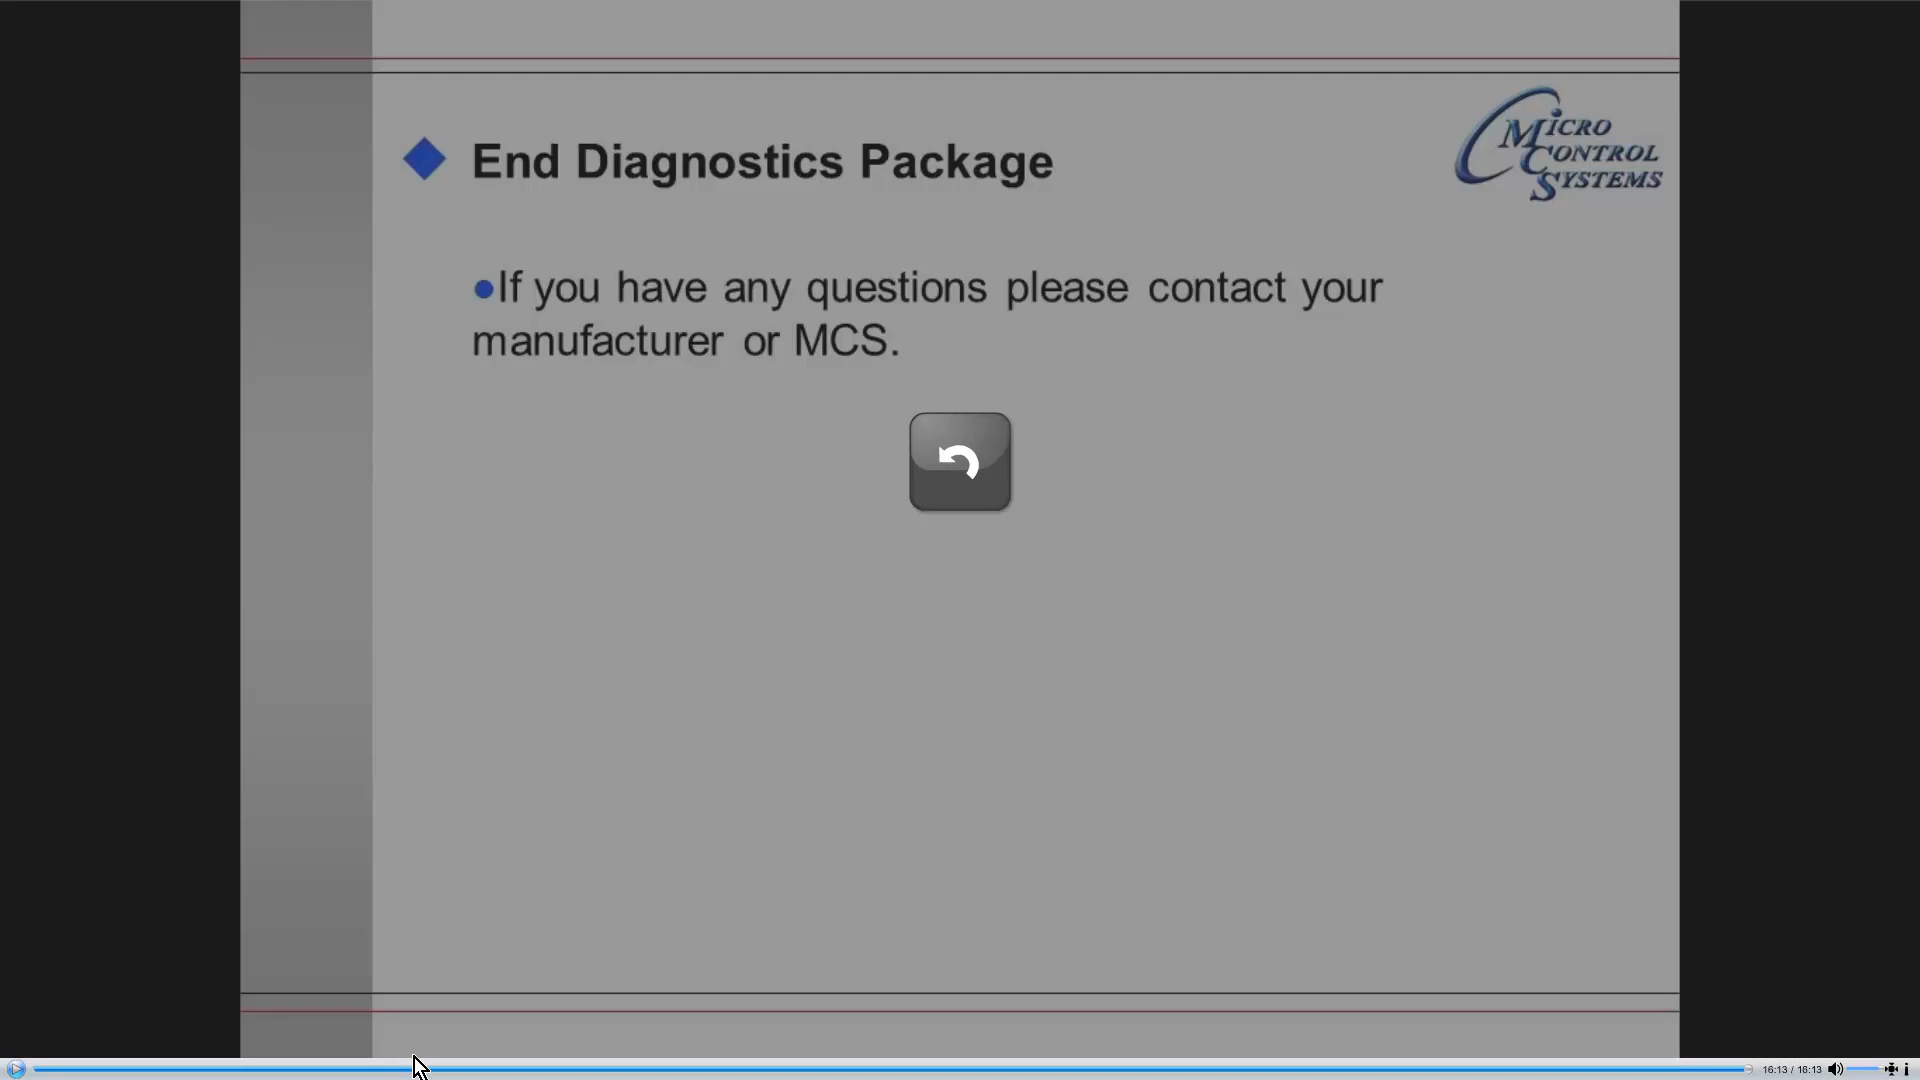 MICRO
CONTROL
SYSTEMS
End Diagnostics Package
If you have any questions please contact your
manufacturer or MCS.
16:13 / 16:13